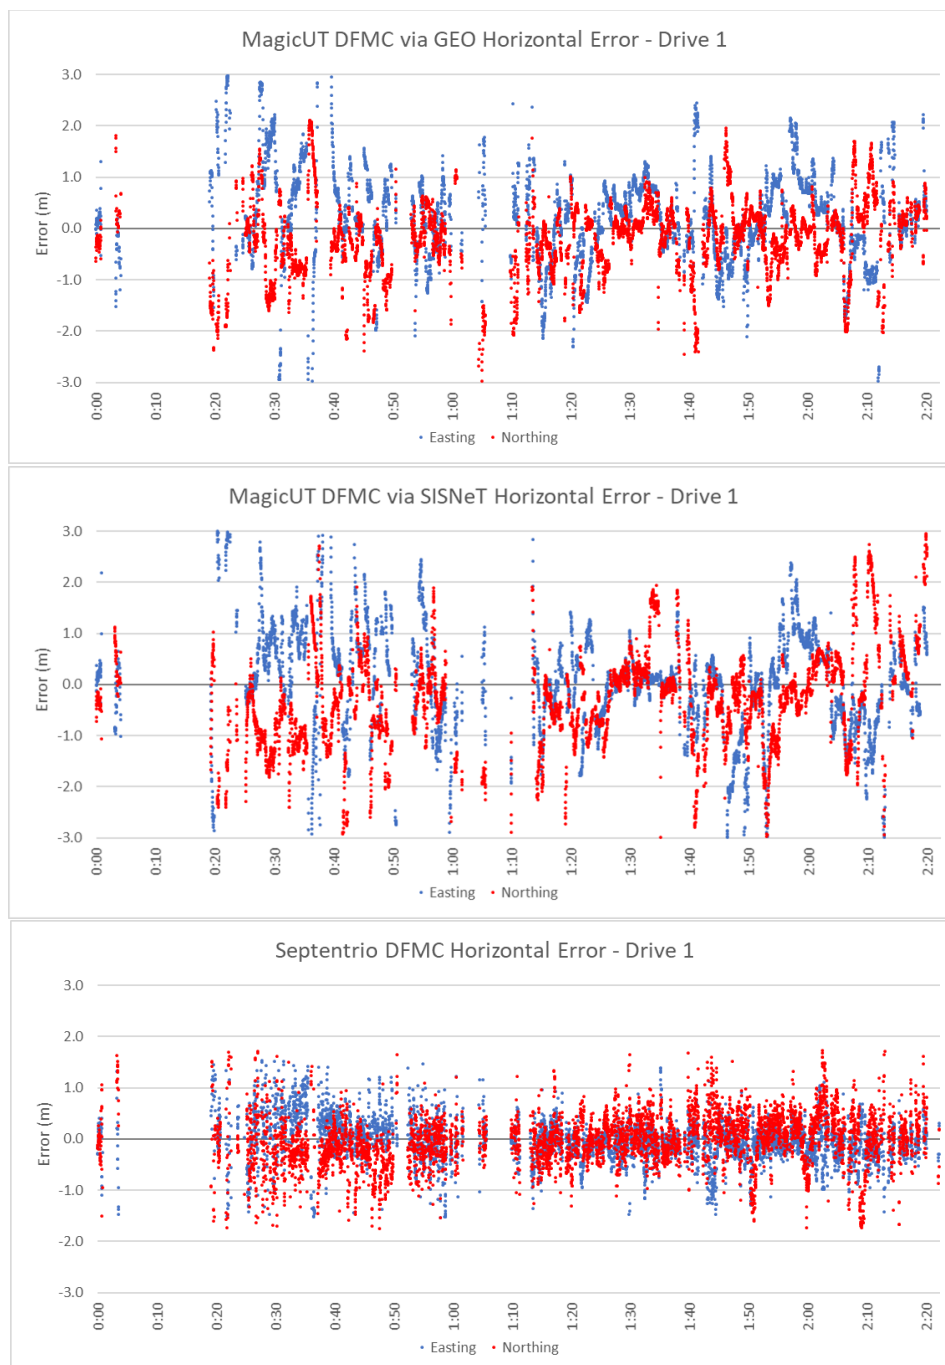 MagicUT DFMC via GEO Horizontal Error - Drive 1
3.0
2.0
1.0
0.0
-1.0
-2.0
-3.0
Error (m)
0:00 0:10 0:20 0:30 0:40 0:50 1:00 1:10 1:20 1:30 1:40 1:50 2:00 2:10 2:20
Easting Northing
MagicUT DFMC via SISNeT Horizontal Error - Drive 1
3.0
2.0
1.0
0.0
-1.0
-2.0
-3.0
Error (m)
0:00 0:10 0:20 0:30 0:40 0:50 1:00 1:10 1:20 1:30 1:40 1:50 2:00 2:10 2:20
Easting Northing
Septentrio DFMC Horizontal Error - Drive 1
3.0
2.0
1.0
0.0
-1.0
-2.0
-3.0
Error (m)
0:00 0:10 0:20 0:30 0:40 0:50 1:00 1:10 1:20 1:30 1:40 1:50 2:00 2:10 2:20
Easting Northing